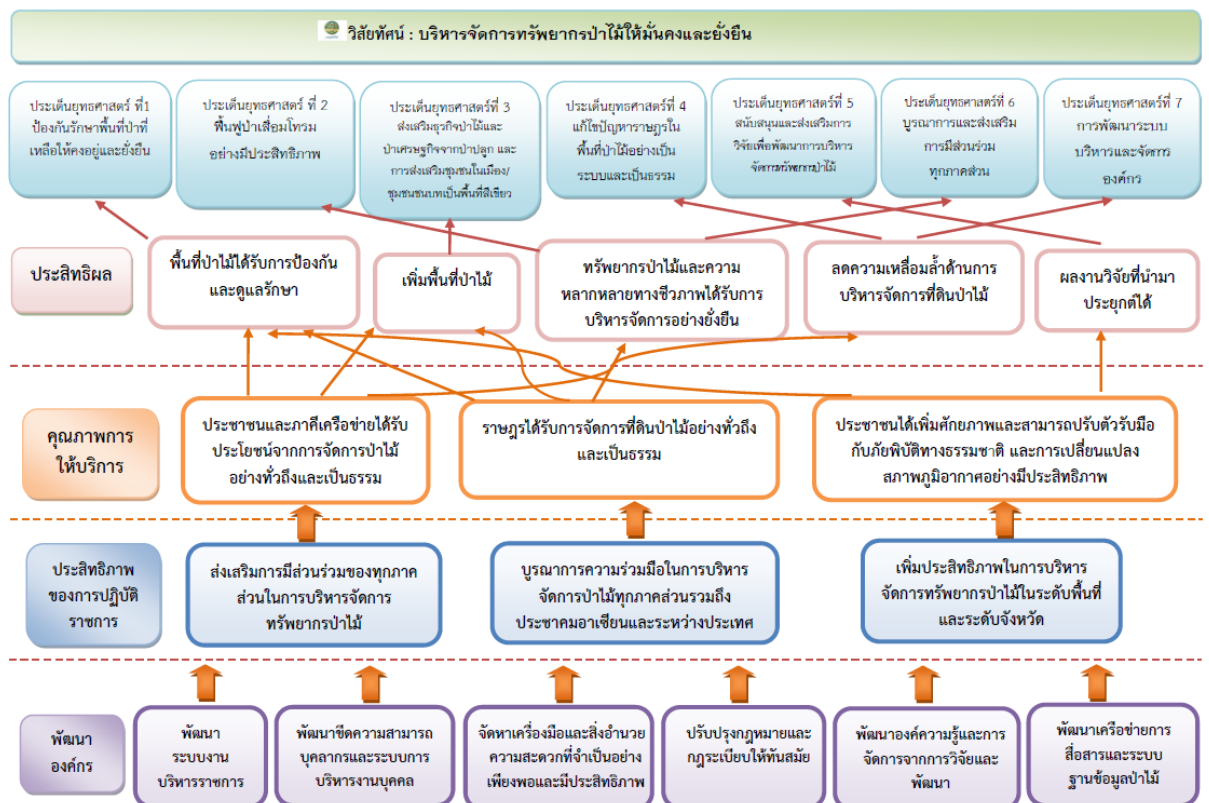 วิสัยทัศน์ : บริหารจัดการทรัพยากรป่าไม้ให้มั่นคงและยั่งยืน
ประเด็นยุทธศาสตร์ ที่1
ป้องกันรักษาพื้นที่ป่าที่
เหลือให้คงอยู่และยั่งยืน
ประเด็นยุทธศาสตร์ ที่ 2
ฟื้นฟูป่าเสื่อมโทรม
อย่างมีประสิทธิภาพ
ประเด็นยุทธศาสตร์ที่ 3
ส่งเสริมธุรกิจป่าไม้และ
ป่าเศรษฐกิจจากป่าปลูก และ
การส่งเสริมชุมชนในเมือง/
ชุมชนชนบทเป็นพื้นที่สีเขียว
ประเด็นยุทธศาสตร์ที่ 4
แก้ไขปัญหาราษฎรใน
พื้นที่ป่าไม้อย่างเป็น
ระบบและเป็นธรรม
ประเด็นยุทธศาสตร์ที่ 5
สนับสนุนและส่งเสริมการ
วิจัยเพื่อพัฒนาการบริหาร
จัดการทรัพยากรป่าไม้
ประเด็นยุทธศาสตร์ที่ 6
บูรณาการและส่งเสริม
การมีส่วนร่วม
ทุกภาคส่วน
ประเด็นยุทธศาสตร์ที่ 7
การพัฒนาระบบ
บริหารและจัดการ
องค์กร
ประสิทธิผล
พื้นที่ป่าไม้ได้รับการป้องกัน
และดูแลรักษา
เพิ่มพื้นที่ป่าไม้
ทรัพยากรป่าไม้และความ
หลากหลายทางชีวภาพได้รับการ
บริหารจัดการอย่างยั่งยืน
ลดความเหลื่อมล้ำด้านการ
บริหารจัดการที่ดินป่าไม้
ผลงานวิจัยที่นำมา
ประยุกต์ได้
คุณภาพการ
ให้บริการ
ประชาชนและภาคีเครือข่ายได้รับ
ประโยชน์จากการจัดการป่าไม้
อย่างทั่วถึงและเป็นธรรม
ราษฎรได้รับการจัดการที่ดินป่าไม้อย่างทั่วถึง
และเป็นธรรม
ประชาชนได้เพิ่มศักยภาพและสามารถปรับตัวรับมือ
กับภัยพิบัติทางธรรมชาติ และการเปลี่ยนแปลง
สภาพภูมิอากาศอย่างมีประสิทธิภาพ
ประสิทธิภาพ
ของการปฏิบัติ
ราชการ
ส่งเสริมการมีส่วนร่วมของทุกภาค
ส่วนในการบริหารจัดการ
ทรัพยากรป่าไม้
บูรณาการความร่วมมือในการบริหาร
จัดการป่าไม้ทุกภาคส่วนรวมถึง
ประชาคมอาเซียนและระหว่างประเทศ
เพิ่มประสิทธิภาพในการบริหาร
จัดการทรัพยากรป่าไม้ในระดับพื้นที่
และระดับจังหวัด
พัฒนา
องค์กร
พัฒนา
ระบบงาน
บริหารราชการ
พัฒนาขีดความสามารถ
บุคลากรและระบบการ
บริหารงานบุคคล
จัดหาเครื่องมือและสิ่งอำนวย
ความสะดวกที่จำเป็นอย่าง
เพียงพอและมีประสิทธิภาพ
ปรับปรุงกฎหมายและ
กฎระเบียบให้ทันสมัย
พัฒนาองค์ความรู้และการ
จัดการจากการวิจัยและ
พัฒนา
พัฒนาเครือข่ายการ
สื่อสารและระบบ
ฐานข้อมูลป่าไม้